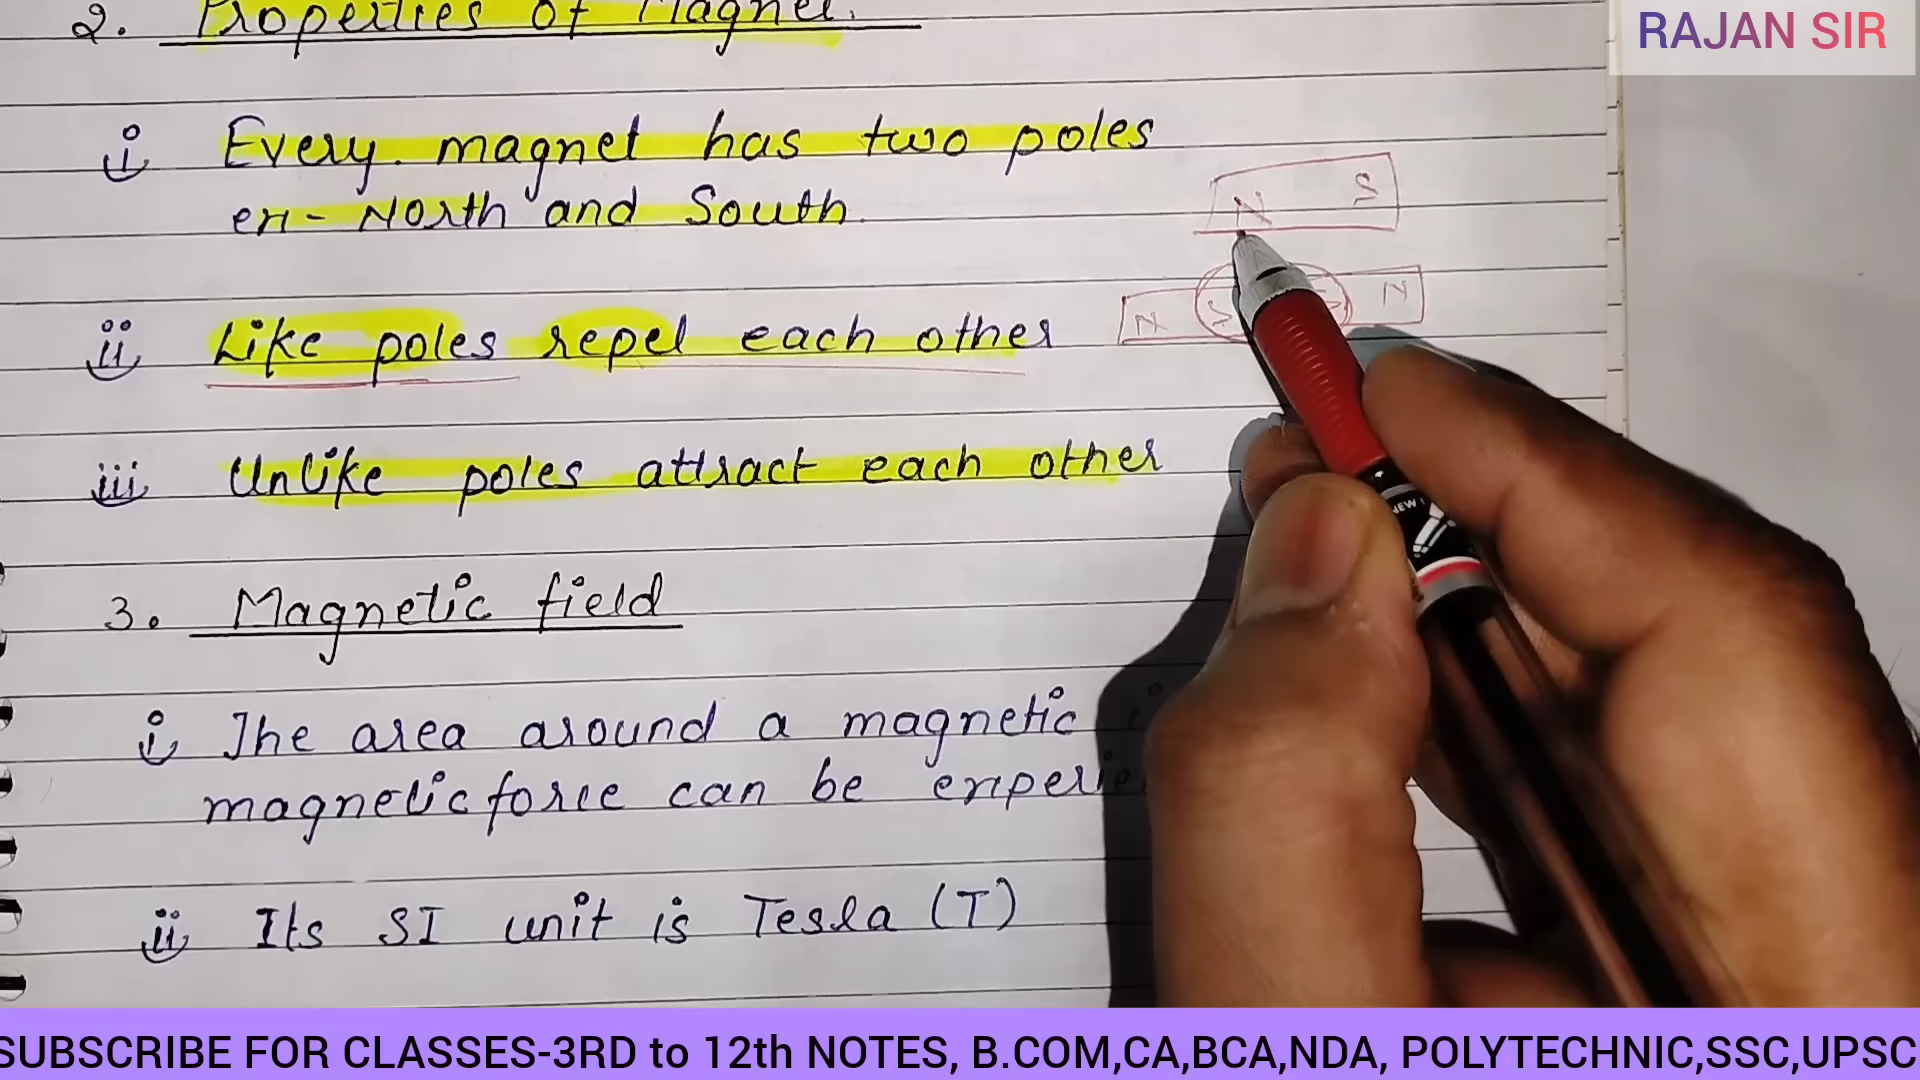 RAJAN SIR
2. Properties of Magnet.
i) Every magnet has two poles
ex- North and South.
N S
ii) Like poles repel each other
N S N
iii) Unlike poles attract each other
3. Magnetic field
i) The area around a magnetic
magnetic force can be
ii) Its SI unit is Tesla (T)
NEW
SUBSCRIBE FOR CLASSES-3RD to 12th NOTES, B.COM,CA,BCA,NDA, POLYTECHNIC,SSC,UPSC